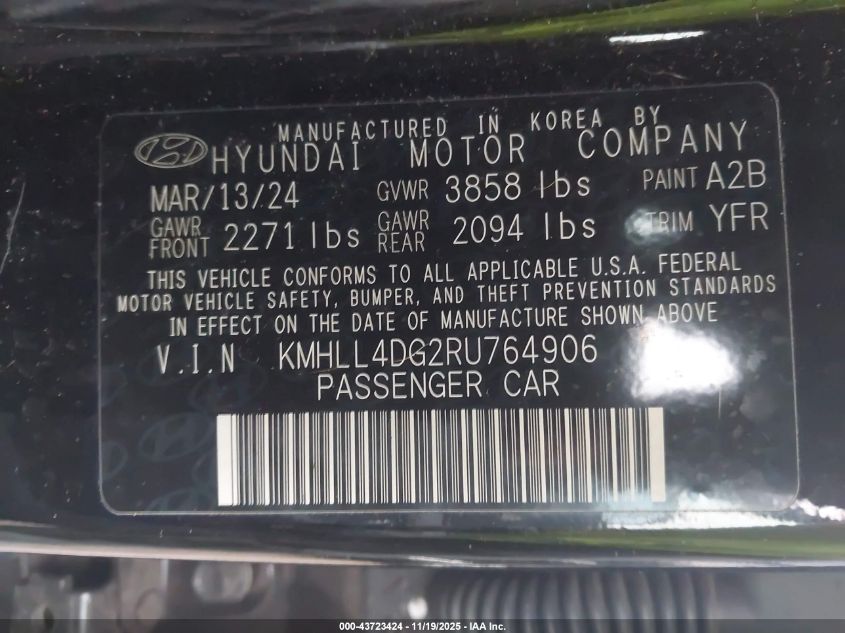 MANUFACTURED IN KOREA BY
HYUNDAI MOTOR COMPANY
MAR/13/24 GVWR 3858 lbs PAINT A2B
GAWR FRONT 2271 lbs GAWR REAR 2094 lbs TRIM YFR
THIS VEHICLE CONFORMS TO ALL APPLICABLE U.S.A. FEDERAL
MOTOR VEHICLE SAFETY, BUMPER, AND THEFT PREVENTION STANDARDS
IN EFFECT ON THE DATE OF MANUFACTURE SHOWN ABOVE
V.I.N KMHLL4DG2RU764906
PASSENGER CAR
000-43723424 - 11/19/2025 - IAA Inc.